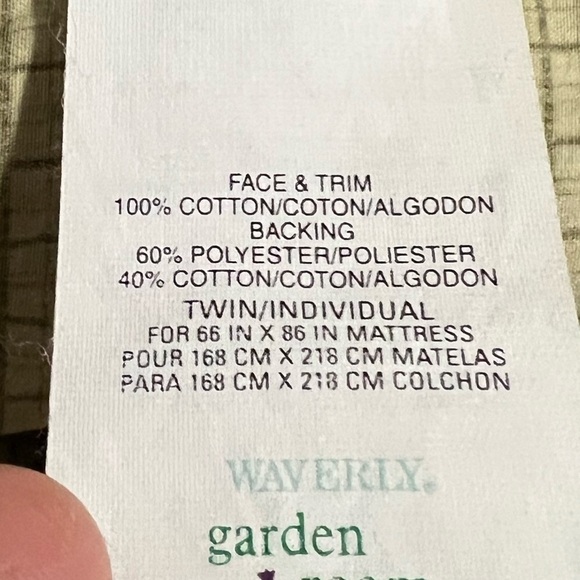 FACE & TRIM
100% COTTON/COTON/ALGODON
BACKING
60% POLYESTER/POLIESTER
40% COTTON/COTON/ALGODON
TWIN/INDIVIDUAL
FOR 66 IN X 86 IN MATTRESS
POUR 168 CM X 218 CM MATELAS
PARA 168 CM X 218 CM COLCHON
WAVERLY®
garden
room